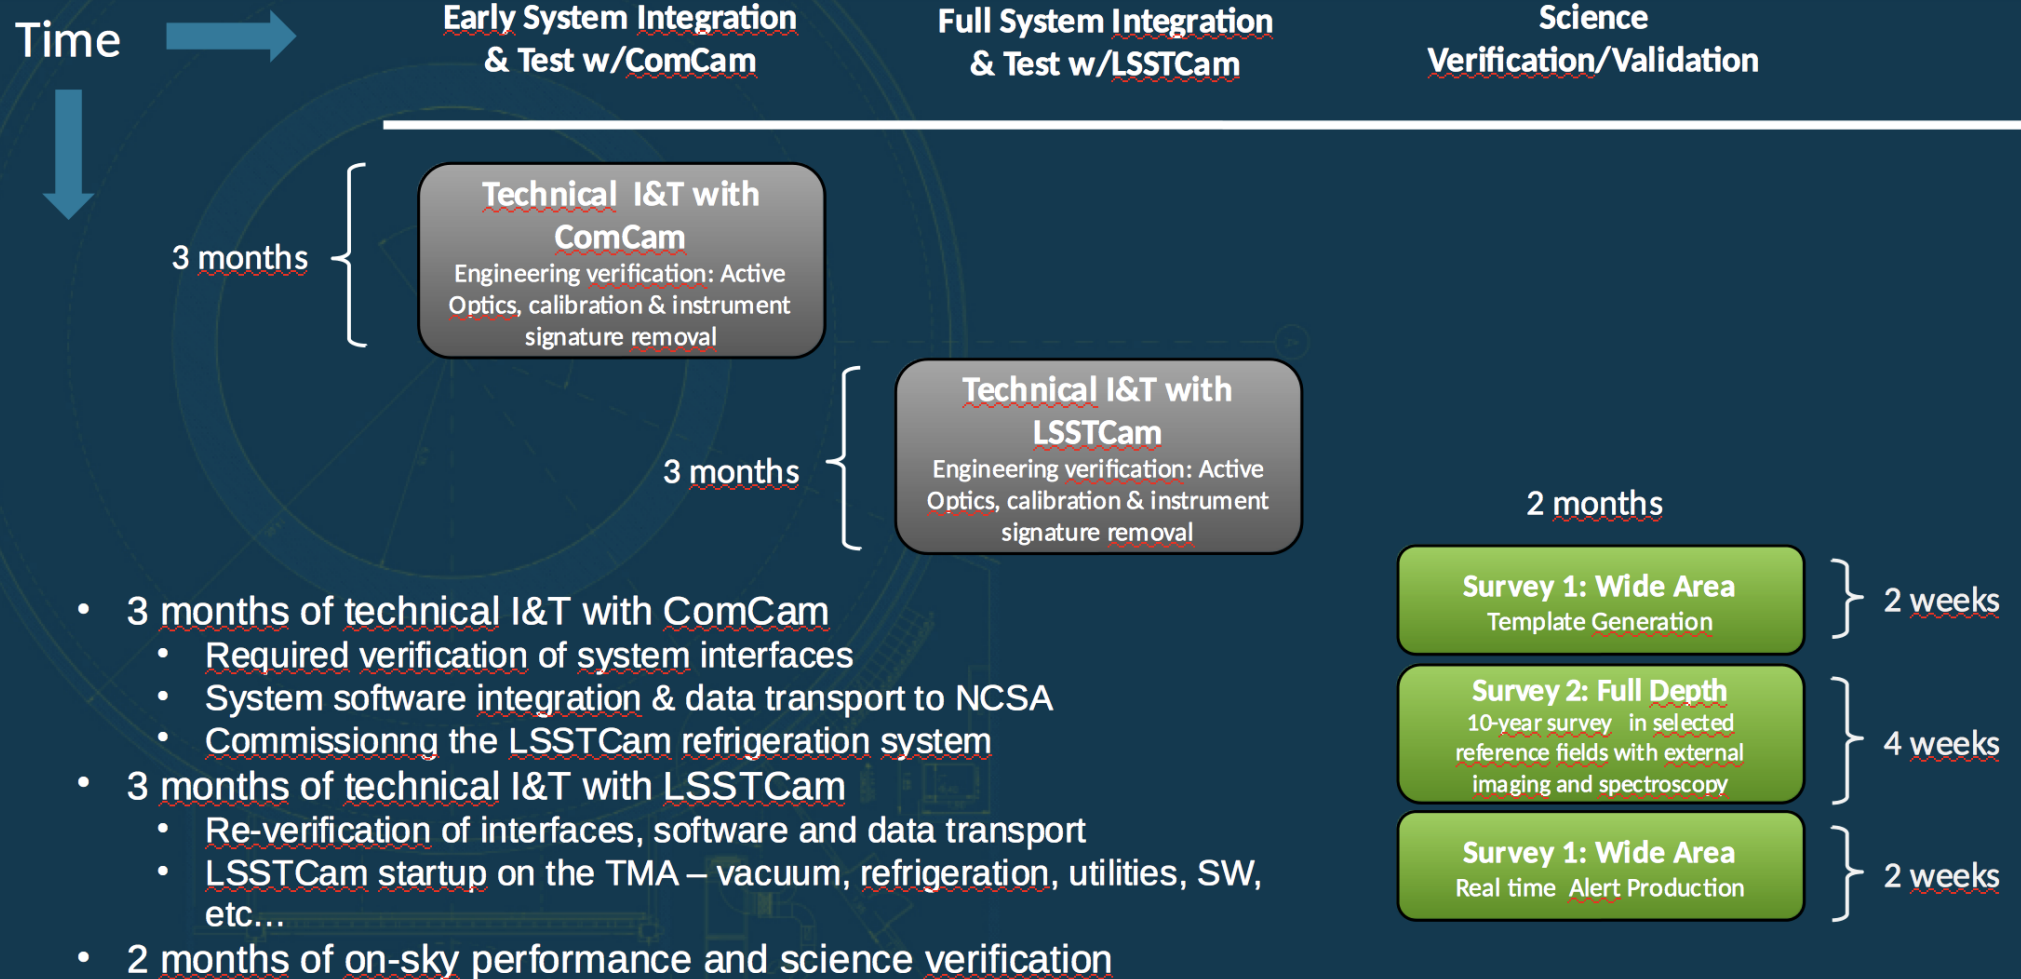 Time
Early System Integration
& Test w/ComCam
Full System Integration
& Test w/LSSTCam
Science
Verification/Validation
3 months
Technical I&T with
ComCam
Engineering verification: Active
Optics, calibration & instrument
signature removal
3 months
Technical I&T with
LSSTCam
Engineering verification: Active
Optics, calibration & instrument
signature removal
2 months
Survey 1: Wide Area
Template Generation
2 weeks
Survey 2: Full Depth
10-year survey in selected
reference fields with external
imaging and spectroscopy
4 weeks
Survey 1: Wide Area
Real time Alert Production
2 weeks
• 3 months of technical I&T with ComCam
• Required verification of system interfaces
• System software integration & data transport to NCSA
• Commissionng the LSSTCam refrigeration system
• 3 months of technical I&T with LSSTCam
• Re-verification of interfaces, software and data transport
• LSSTCam startup on the TMA – vacuum, refrigeration, utilities, SW,
etc...
• 2 months of on-sky performance and science verification